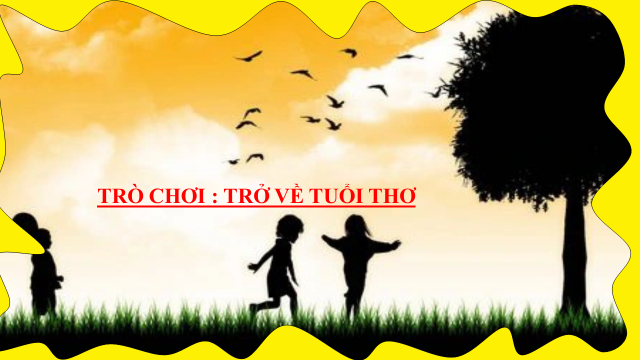 TRÒ CHƠI : TRỞ VỀ TUỔI THƠ